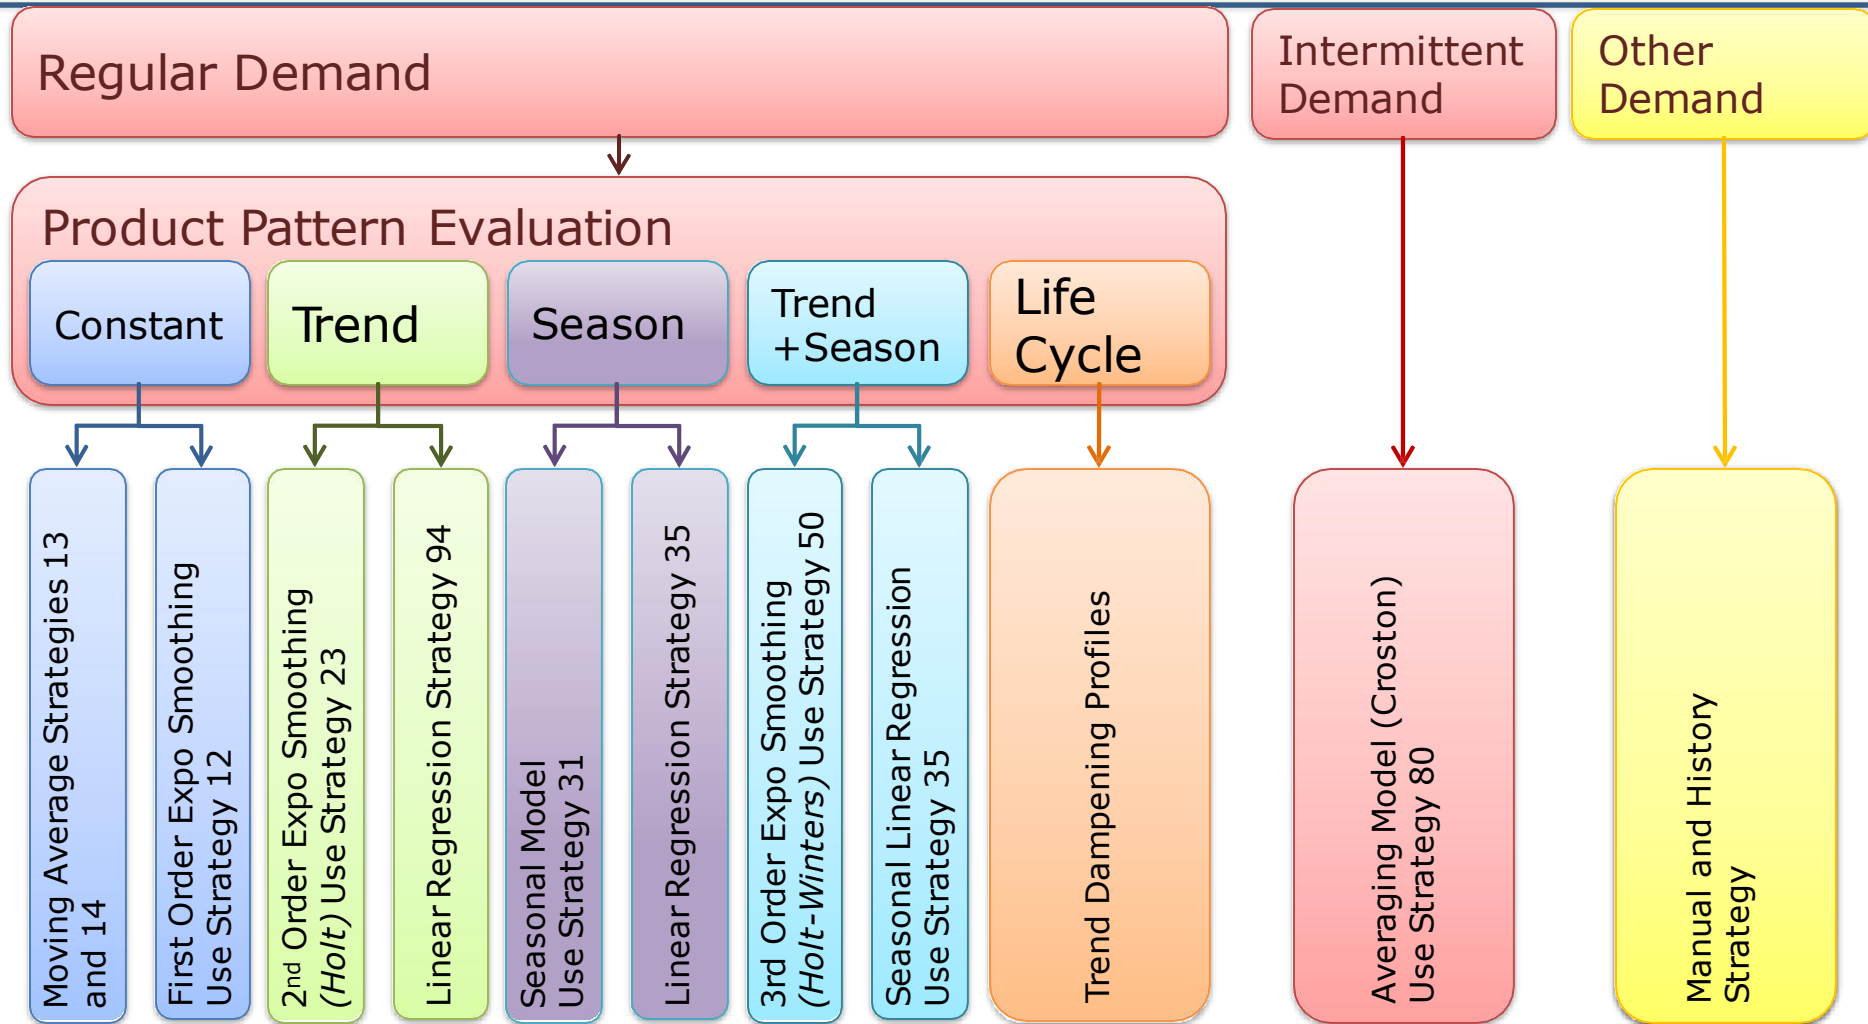 Regular Demand
Intermittent
Demand
Other
Demand
Product Pattern Evaluation
Constant
Trend
Season
Trend
+Season
Life
Cycle
Moving Average Strategies 13
and 14
First Order Expo Smoothing
Use Strategy 12
2nd Order Expo Smoothing
(Holt) Use Strategy 23
Linear Regression Strategy 94
Seasonal Model
Use Strategy 31
Linear Regression Strategy 35
3rd Order Expo Smoothing
(Holt-Winters) Use Strategy 50
Seasonal Linear Regression
Use Strategy 35
Trend Dampening Profiles
Averaging Model (Croston)
Use Strategy 80
Manual and History
Strategy